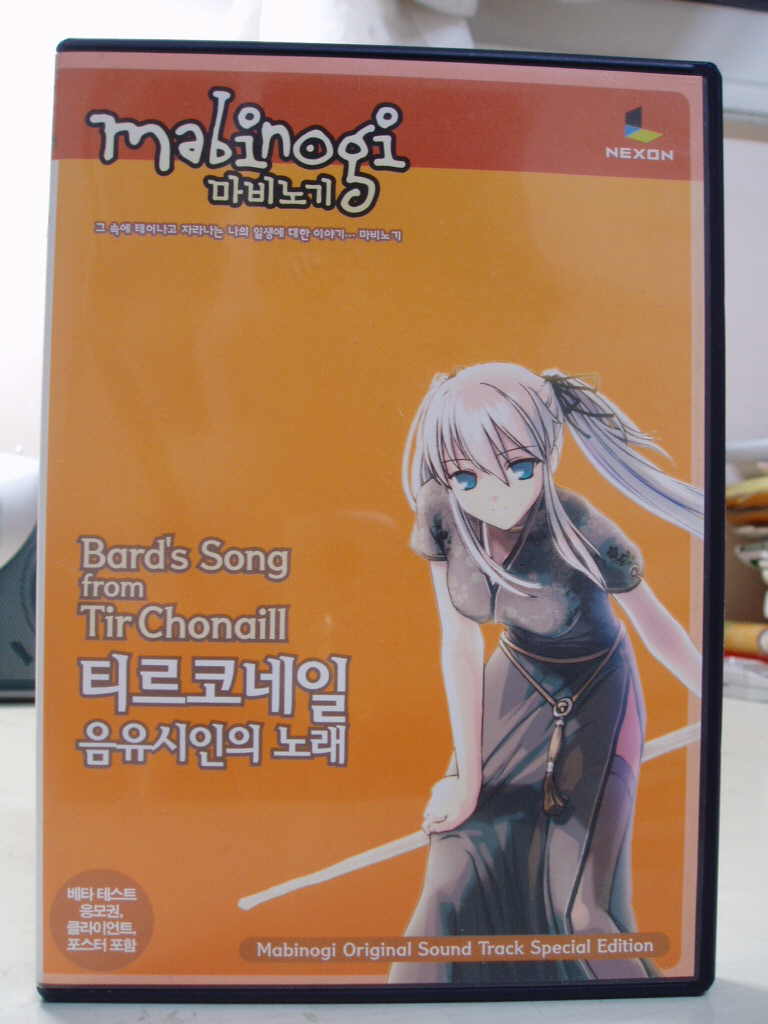 mabinogi
마비노기
NEXON
그 속에 태어나고 자라나는 나의 일생에 대한 이야기... 마비노기
Bard's Song
from
Tir Chonaill
티르코네일
음유시인의 노래
베타 테스트
응모권,
클라이언트,
포스터 포함
Mabinogi Original Sound Track Special Edition